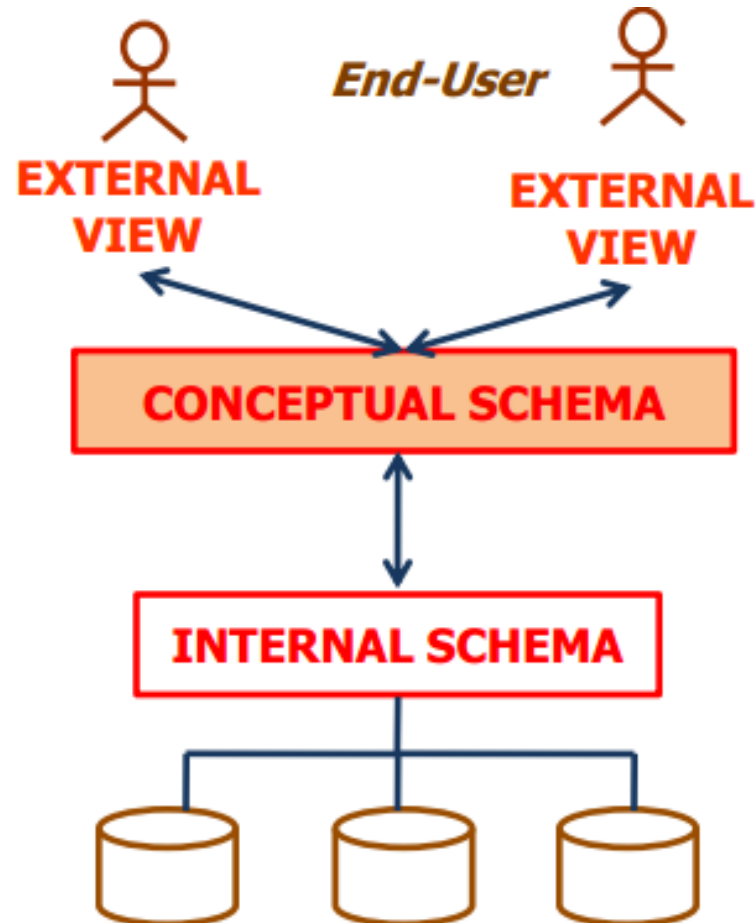 End-User
EXTERNAL
VIEW
EXTERNAL
VIEW
CONCEPTUAL SCHEMA
INTERNAL SCHEMA